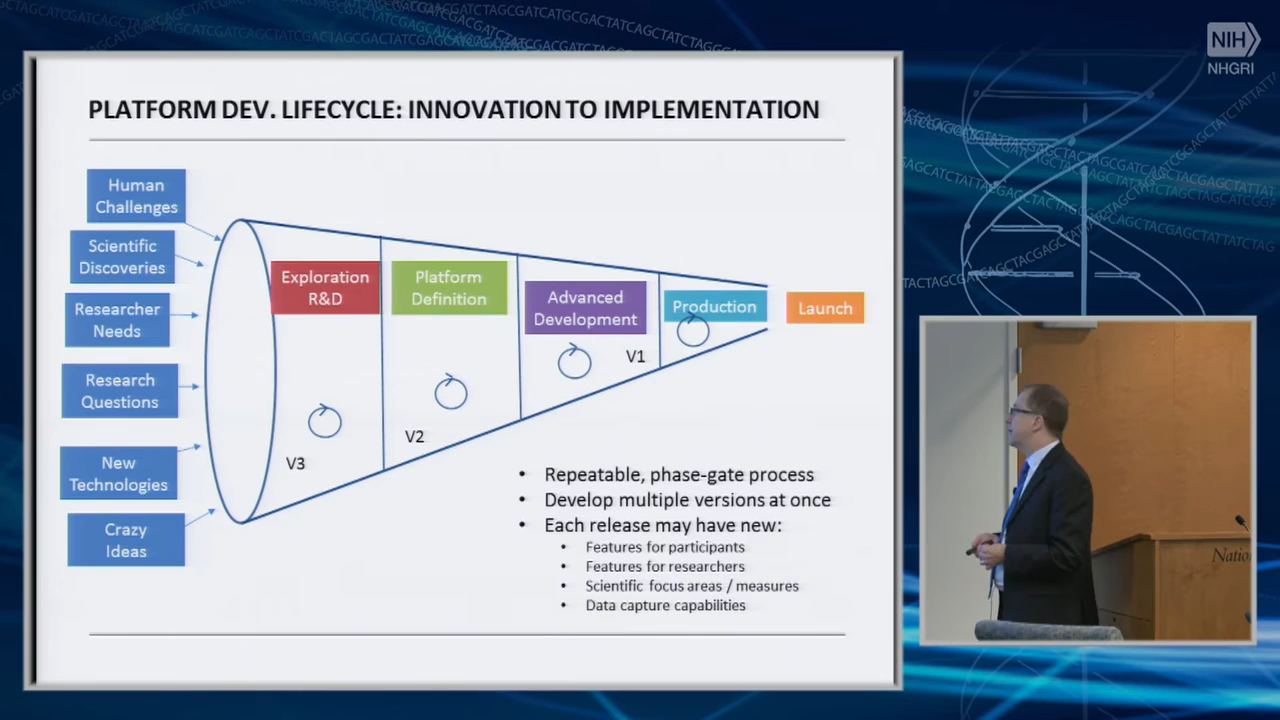 NIH
NHGRI
PLATFORM DEV. LIFECYCLE: INNOVATION TO IMPLEMENTATION
Human
Challenges
Scientific
Discoveries
Researcher
Needs
Research
Questions
New
Technologies
Crazy
Ideas
Exploration
R&D
Platform
Definition
Advanced
Development
Production
Launch
V1
V2
V3
• Repeatable, phase-gate process
• Develop multiple versions at once
• Each release may have new:
• Features for participants
• Features for researchers
• Scientific focus areas / measures
• Data capture capabilities
Natio